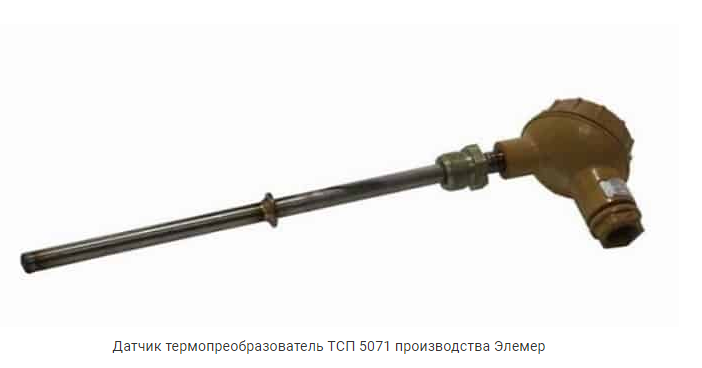 Датчик термопреобразователь ТСП 5071 производства Элемер